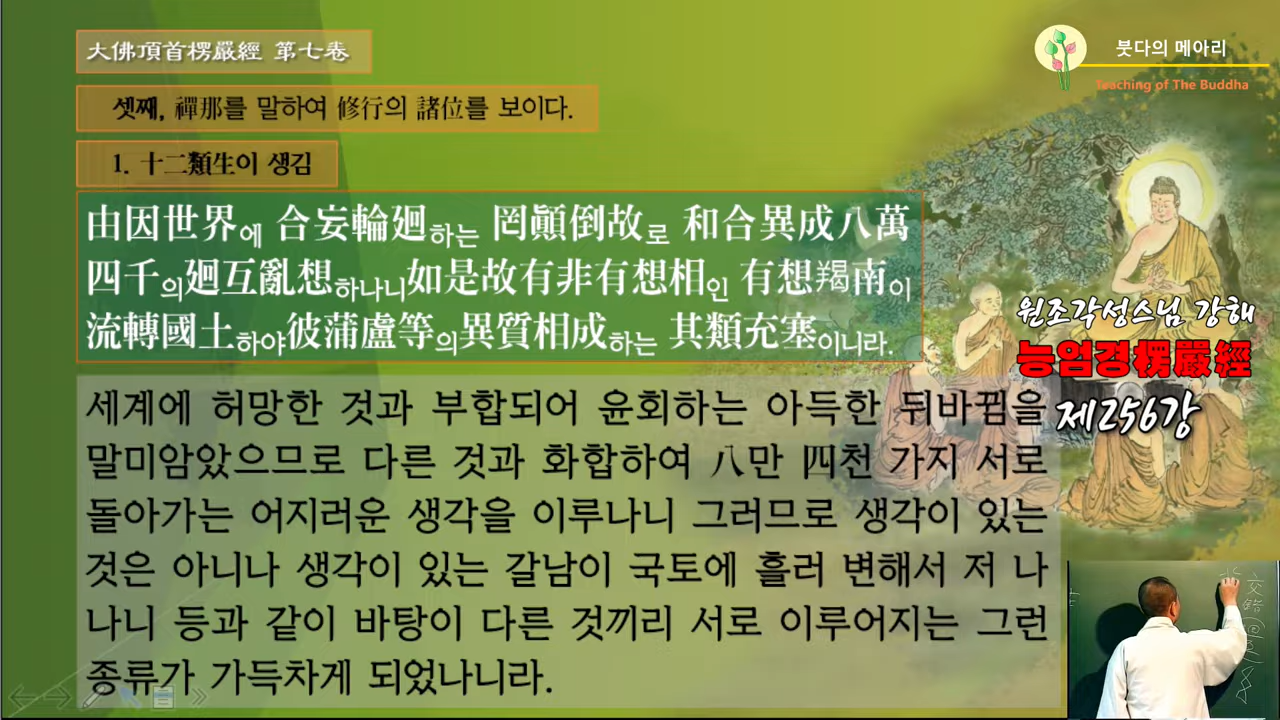 大佛頂首楞嚴經 第七卷
셋째, 禪那를 말하여 修行의 諸位를 보이다.
1. 十二類生이 생김
由因世界에 合妄輪廻하는 罔顚倒故로 和合異成八萬
四千의廻互亂想하나니如是故有非有想相인 有想羯南이
流轉國土하야彼蒲盧等의異質相成하는 其類充塞이니라.
세계에 허망한 것과 부합되어 윤회하는 아득한 뒤바뀜을
말미암았으므로 다른 것과 화합하여 八만 四천 가지 서로
돌아가는 어지러운 생각을 이루나니 그러므로 생각이 있는
것은 아니나 생각이 있는 갈남이 국토에 흘러 변해서 저 나
나니 등과 같이 바탕이 다른 것끼리 서로 이루어지는 그런
종류가 가득차게 되었나니라.
붓다의 메아리
Teaching of The Buddha
원조각성스님 강해
능엄경楞嚴經
제256강